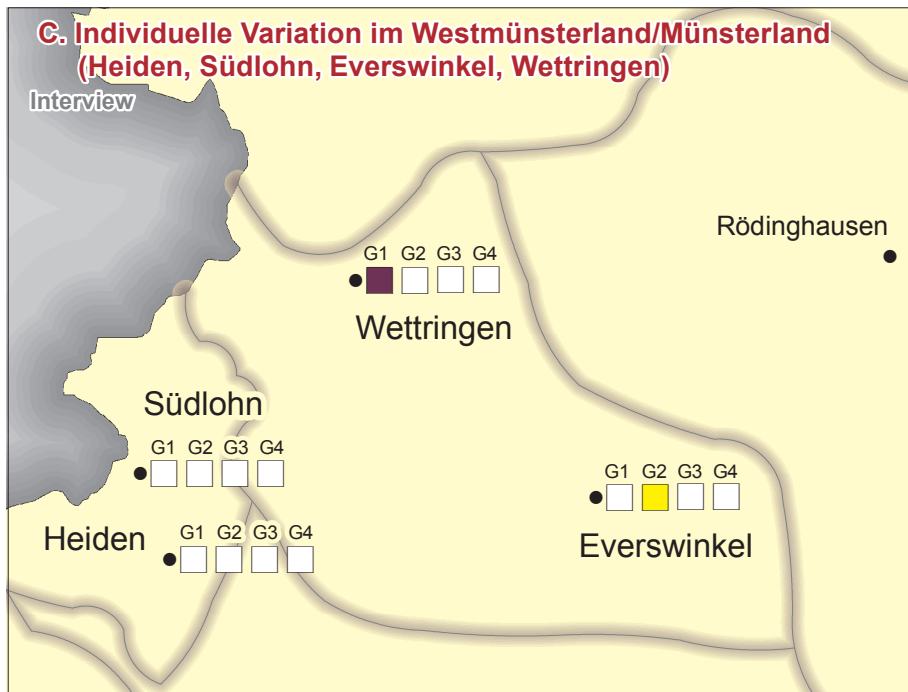 C. Individuelle Variation im Westmünsterland/Münsterland
(Heiden, Südlohn, Everswinkel, Wettringen)
Interview
Rödinghausen
G1 G2 G3 G4
Wettringen
Südlohn
G1 G2 G3 G4
G1 G2 G3 G4
Everswinkel
Heiden
G1 G2 G3 G4